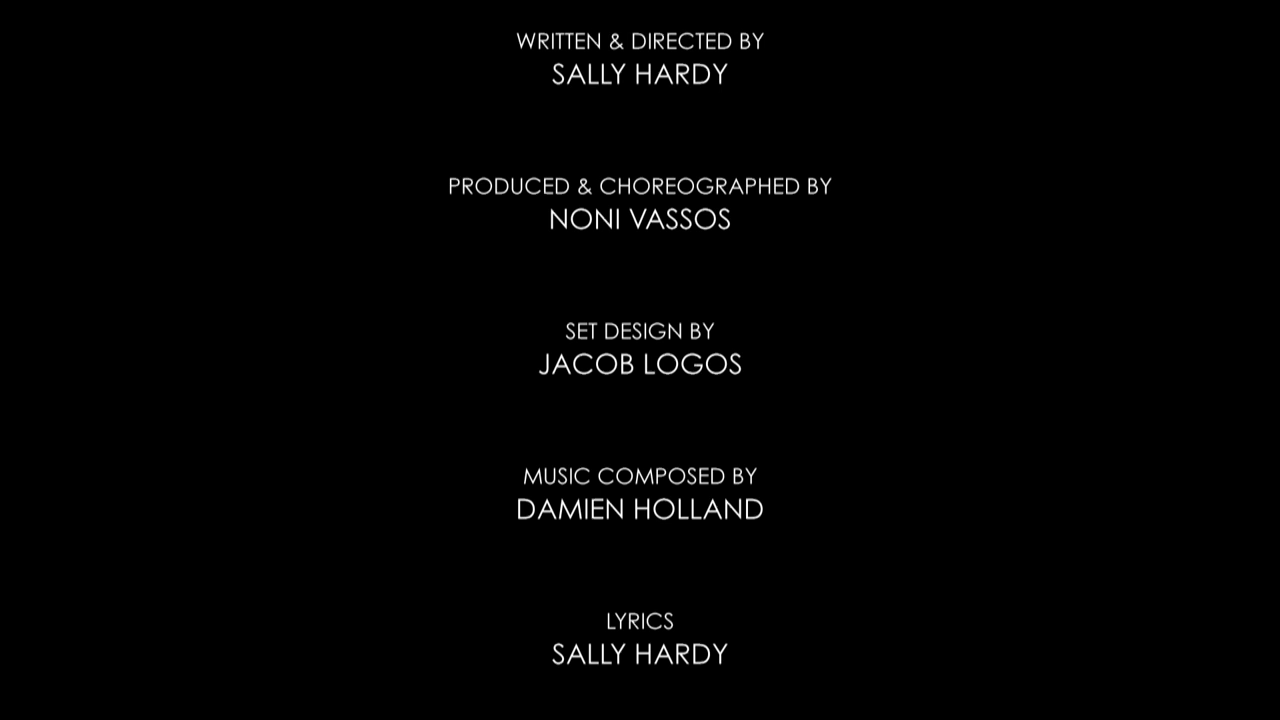 WRITTEN & DIRECTED BY
SALLY HARDY
PRODUCED & CHOREOGRAPHED BY
NONI VASSOS
SET DESIGN BY
JACOB LOGOS
MUSIC COMPOSED BY
DAMIEN HOLLAND
LYRICS
SALLY HARDY